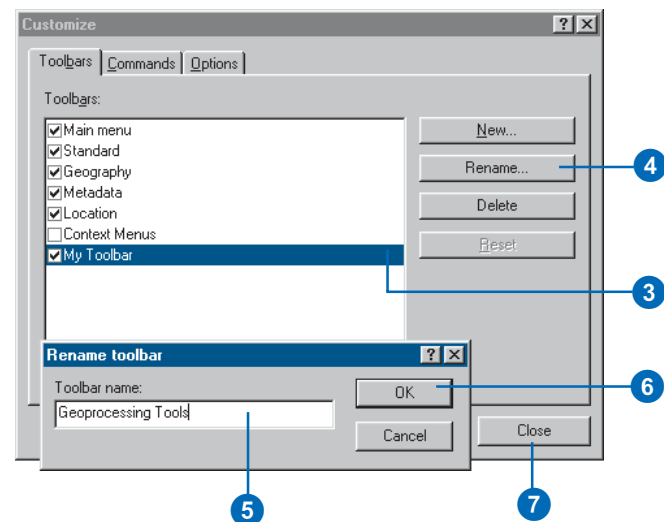 Customize
Toolbars Commands Options
Toolbars:
Main menu
Standard
Geography
Metadata
Location
Context Menus
My Toolbar
New...
Rename...
4
Delete
Reset
3
Rename toolbar
Toolbar name:
Geoprocessing Tools
OK
6
Cancel
Close
5
7